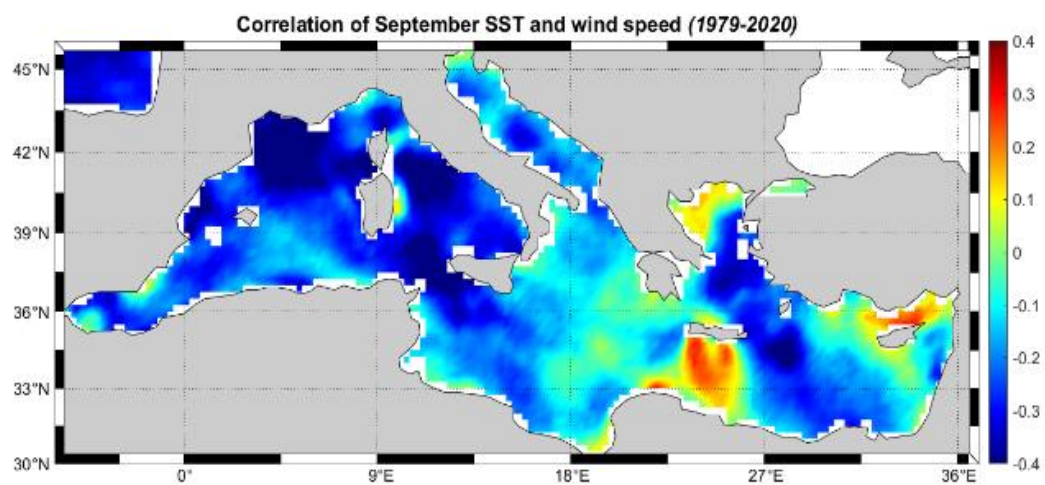 Correlation of September SST and wind speed (1979-2020)
45°N
42°N
39°N
36°N
33°N
30°N
0°
9°E
18°E
27°E
36°E
0.4
0.3
0.2
0.1
0
-0.1
-0.2
-0.3
-0.4